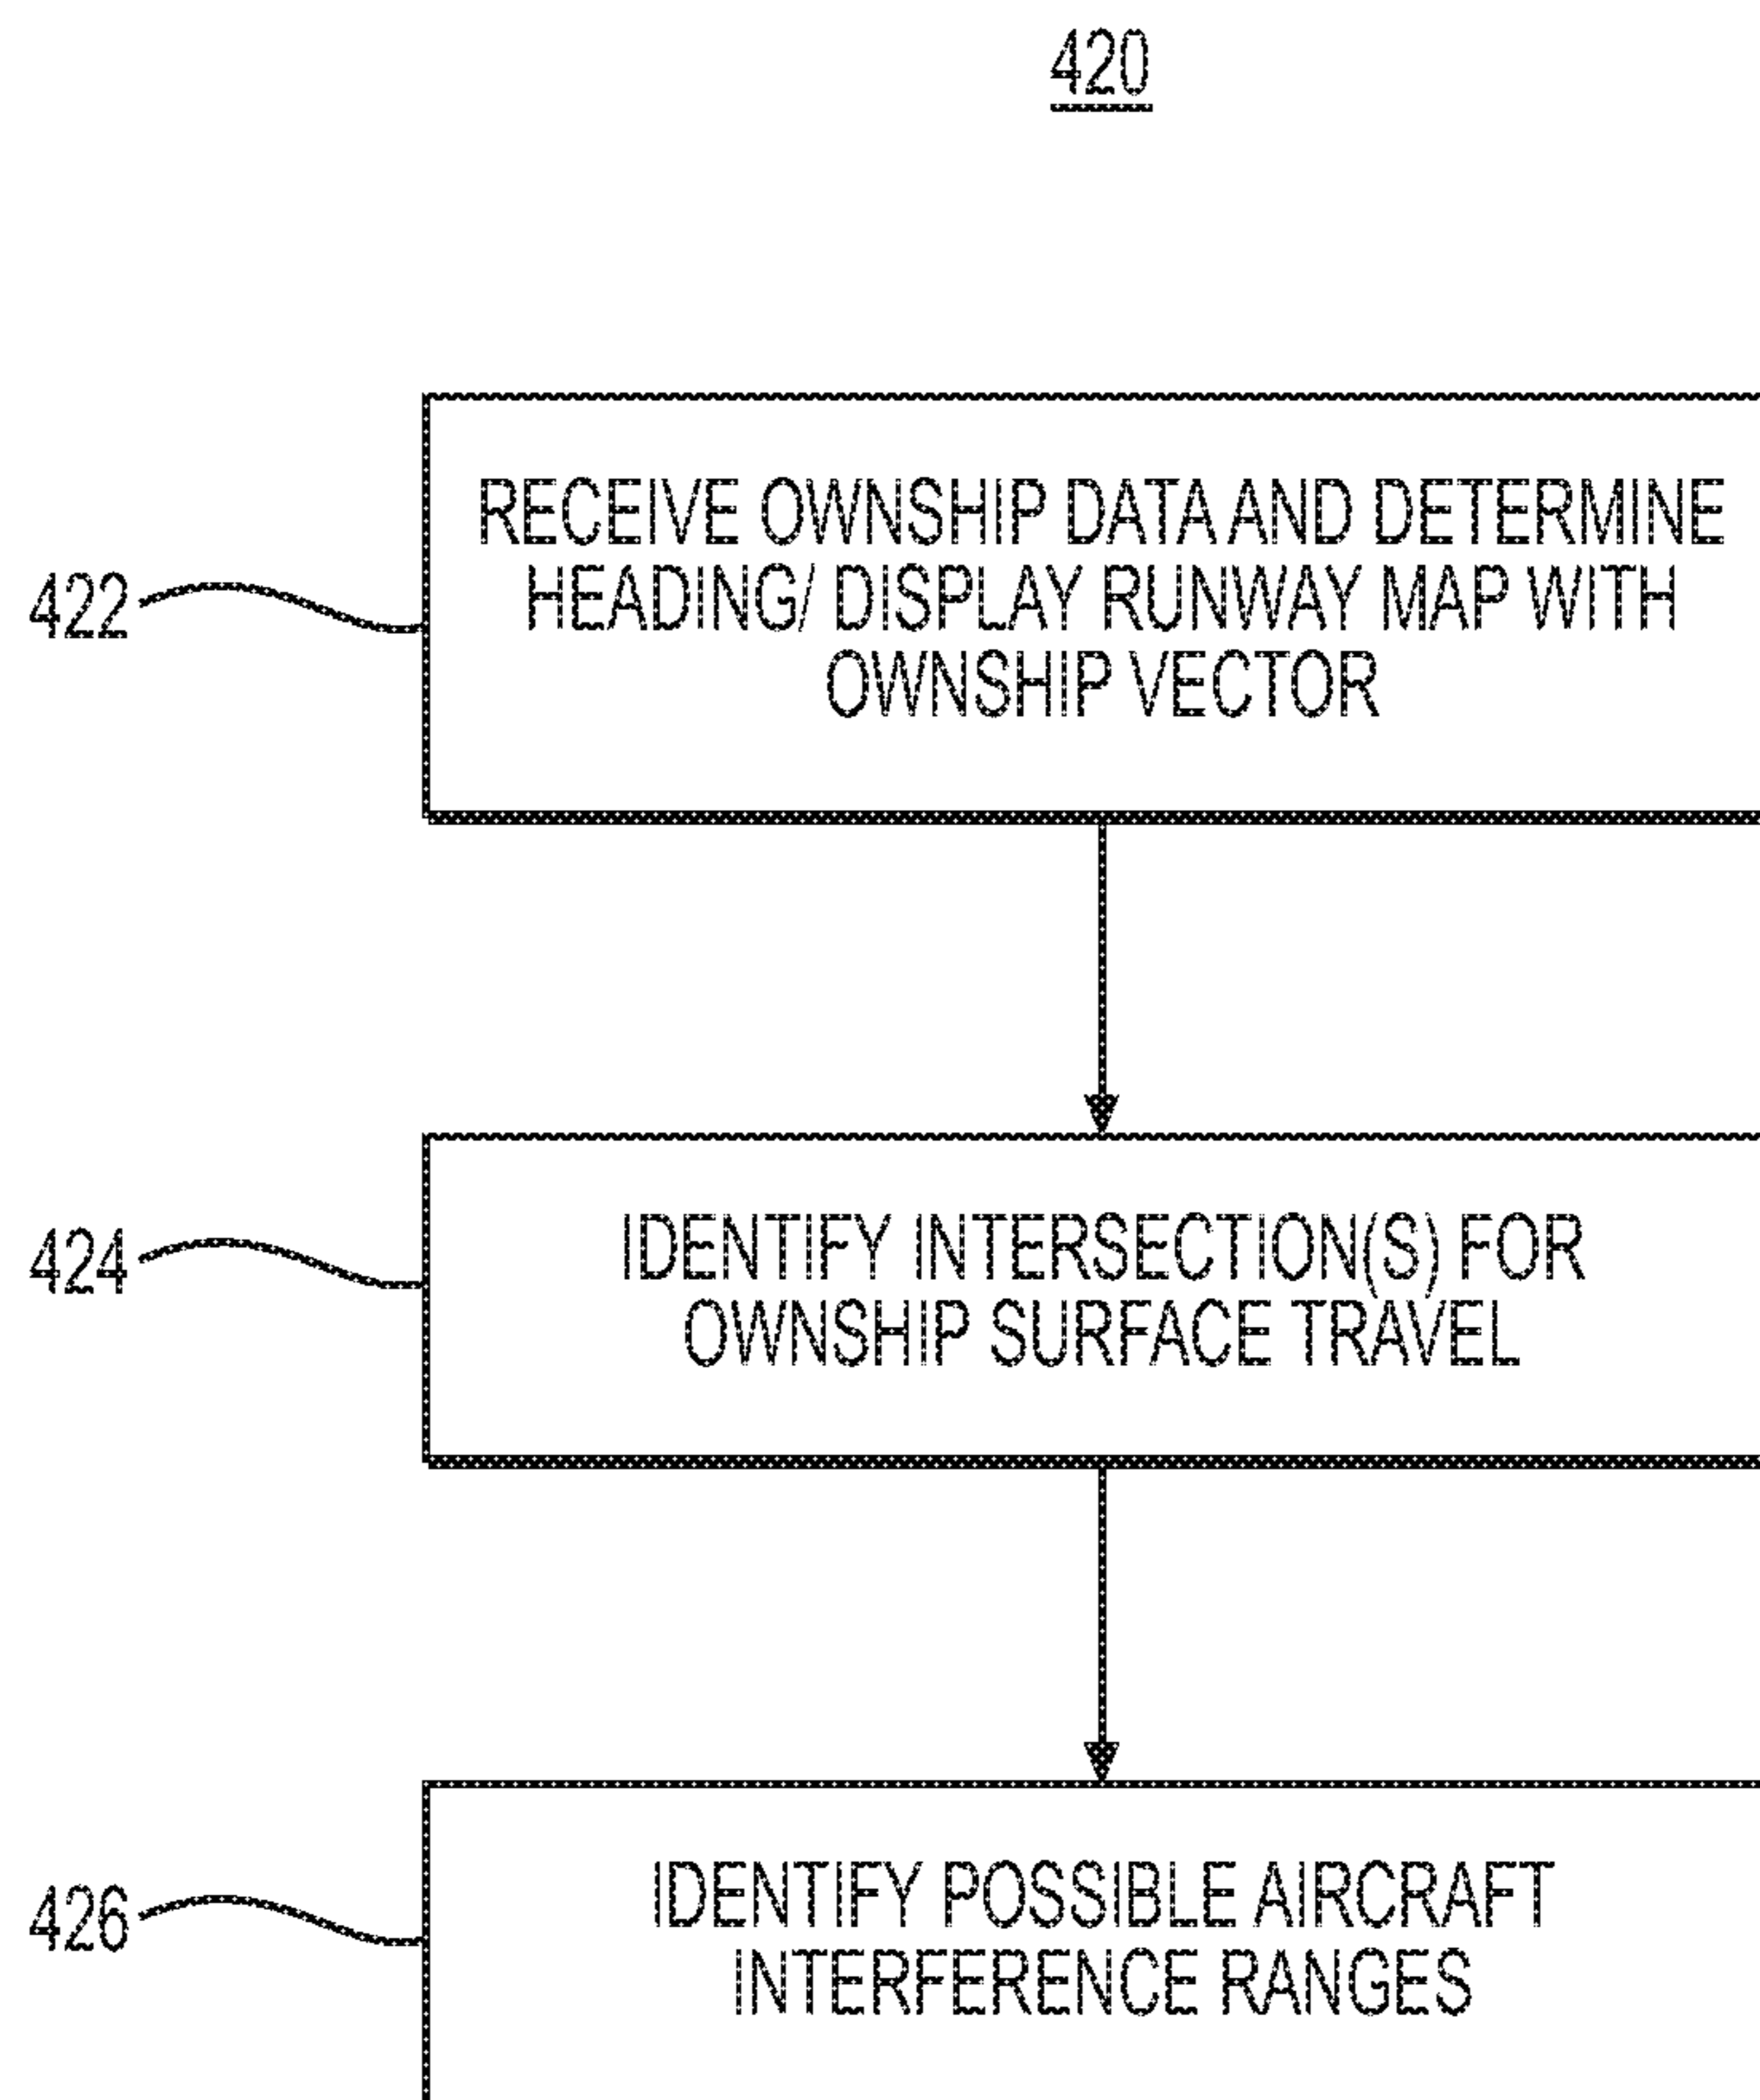 420
422
RECEIVE OWNSHIP DATA AND DETERMINE
HEADING/ DISPLAY RUNWAY MAP WITH
OWNSHIP VECTOR
424
IDENTIFY INTERSECTION(S) FOR
OWNSHIP SURFACE TRAVEL
426
IDENTIFY POSSIBLE AIRCRAFT
INTERFERENCE RANGES